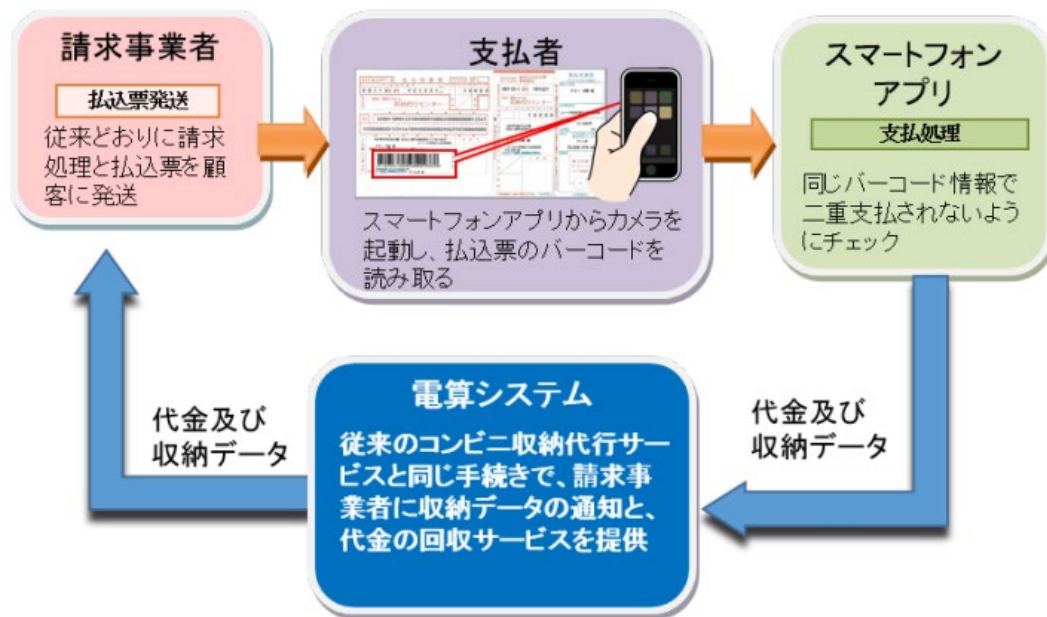 請求事業者
払込票発送
従来どおりに請求
処理と払込票を顧
客に発送
支払者
収納代行センター
スマートフォンアプリからカメラを
起動し、払込票のバーコードを
読み取る
スマートフォン
アプリ
支払処理
同じバーコード情報で
二重支払されないよう
にチェック
代金及び
収納データ
電算システム
従来のコンビニ収納代行サー
ビスと同じ手続きで、請求事
業者に収納データの通知と、
代金の回収サービスを提供
代金及び
収納データ